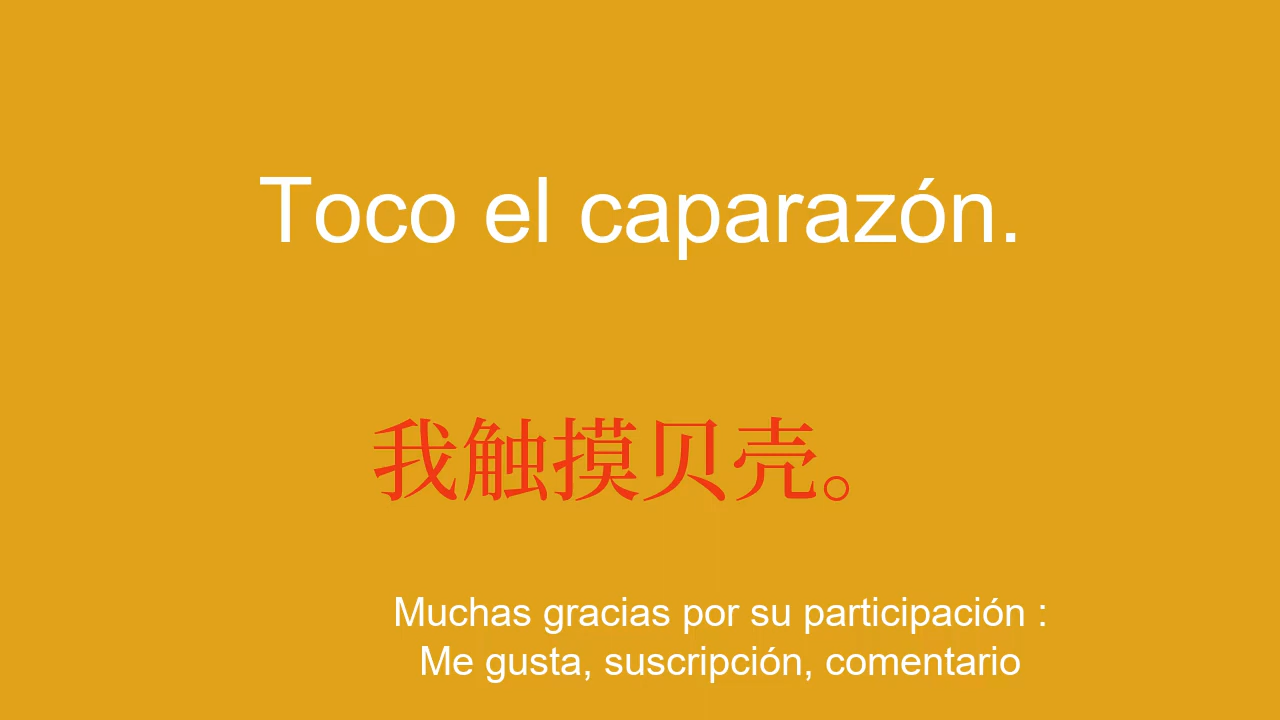 Toco el caparazón.
我触摸贝壳。
Muchas gracias por su participación :
Me gusta, suscripción, comentario